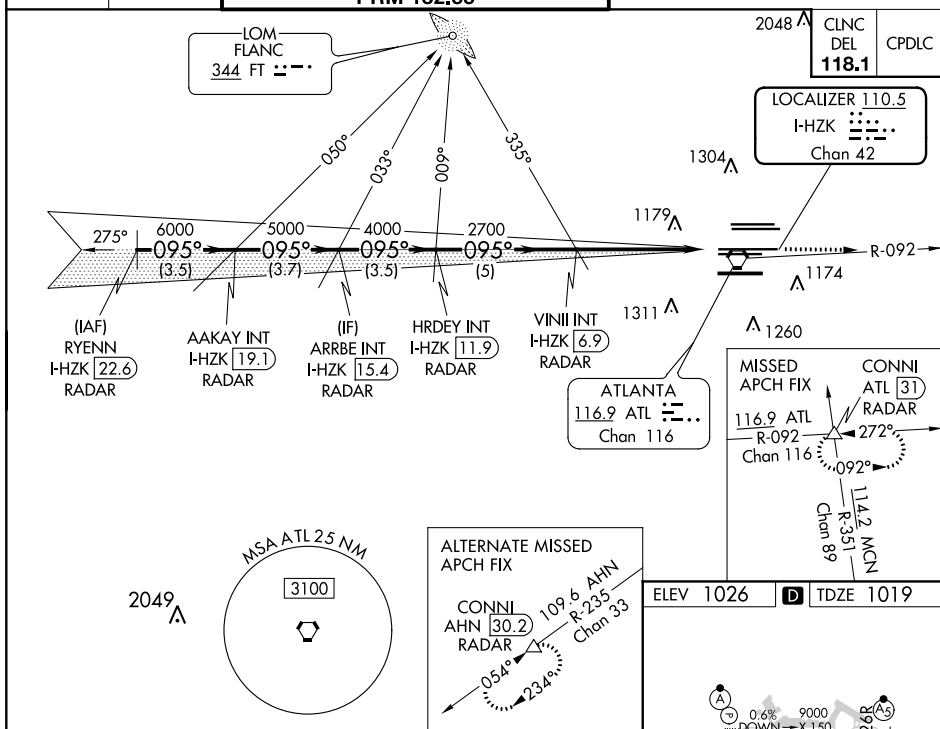 2048
CLNC
DEL
118.1
CPDLC
LOM
FLANC
344 FT
LOCALIZER 110.5
I-HZK
Chan 42
050°
033°
009°
335°
1304
1179
275°
6000
095°
(3.5)
5000
095°
(3.7)
4000
095°
(3.5)
2700
095°
(5)
R-092
1174
1311
1260
(IAF)
RYENN
I-HZK 22.6
RADAR
AAKAY INT
I-HZK 19.1
RADAR
(IF)
ARRBE INT
I-HZK 15.4
RADAR
HRDEY INT
I-HZK 11.9
RADAR
VINII INT
I-HZK 6.9
RADAR
ATLANTA
116.9 ATL
Chan 116
MISSED
APCH FIX
CONNI
ATL 31
RADAR
116.9 ATL
R-092
Chan 116
272°
092°
114.2 MCN
R-351
Chan 89
MSA ATL 25 NM
3100
2049
ALTERNATE MISSED
APCH FIX
CONNI
AHN 30.2
RADAR
109.6 AHN
R-235
Chan 33
054°
234°
ELEV 1026
D
TDZE 1019
A
P
0.6%
DOWN
9000
X 150
A5
26R